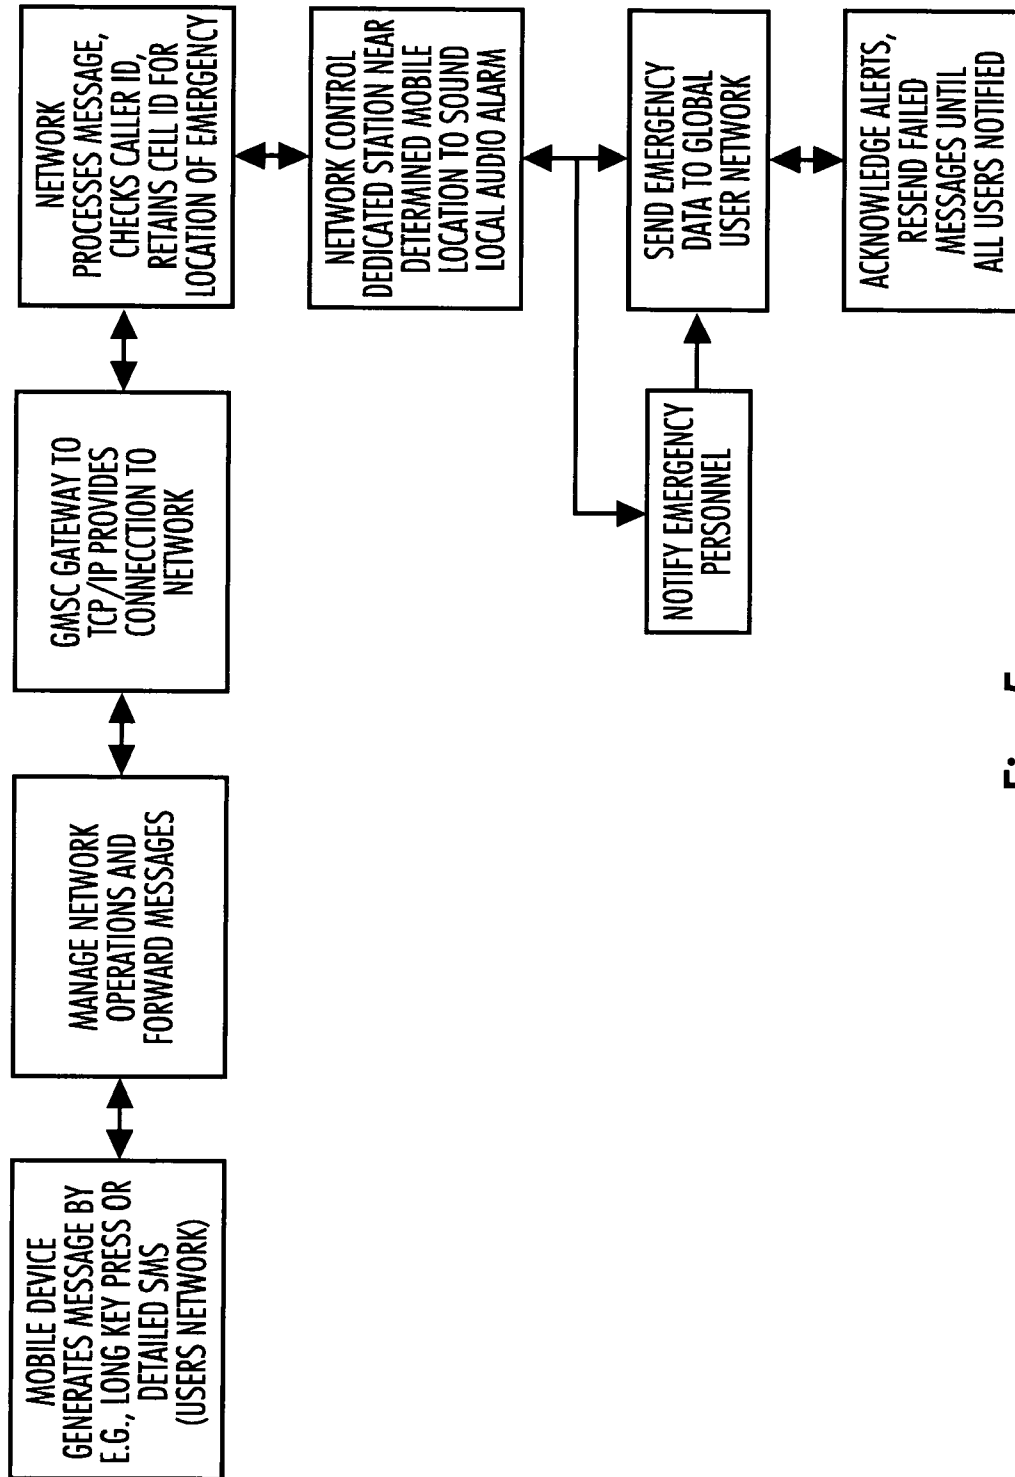 MOBILE DEVICE
GENERATES MESSAGE BY
E.G., LONG KEY PRESS OR
DETAILED SMS
(USERS NETWORK)
MANAGE NETWORK
OPERATIONS AND
FORWARD MESSAGES
GMSC GATEWAY TO
TCP/IP PROVIDES
CONNECCTION TO
NETWORK
NETWORK
PROCESSES MESSAGE,
CHECKS CALLER ID,
RETAINS CELL ID FOR
LOCATION OF EMERGENCY
NETWORK CONTROL
DEDICATED STATION NEAR
DETERMINED MOBILE
LOCATION TO SOUND
LOCAL AUDIO ALARM
NOTIFY EMERGENCY
PERSONNEL
SEND EMERGENCY
DATA TO GLOBAL
USER NETWORK
ACKNOWLEDGE ALERTS,
RESEND FAILED
MESSAGES UNTIL
ALL USERS NOTIFIED